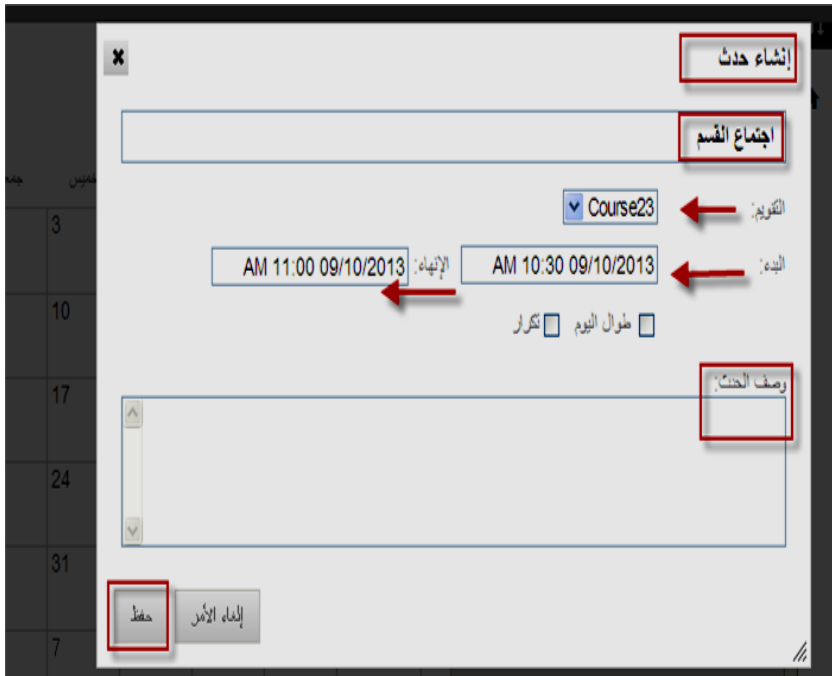 إنشاء حدث
اجتماع القسم
التقويم: Course23
البدء: 09/10/2013 10:30 AM الإنهاء: 09/10/2013 11:00 AM
طوال اليوم تكرار
وصف الحدث:
إلغاء الأمر حفظ
خميس
3
10
17
24
31
7